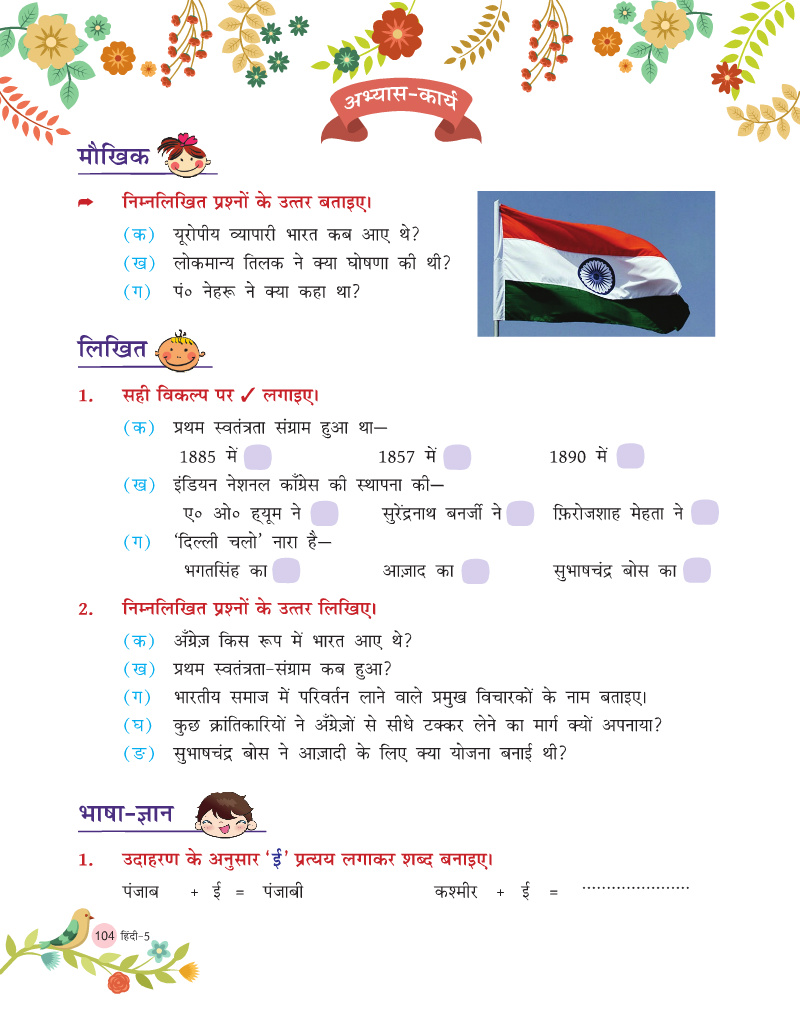 अभ्यास-कार्य
मौखिक
➦ निम्नलिखित प्रश्नों के उत्तर बताइए।
(क) यूरोपीय व्यापारी भारत कब आए थे?
(ख) लोकमान्य तिलक ने क्या घोषणा की थी?
(ग) पं० नेहरू ने क्या कहा था?
लिखित
1. सही विकल्प पर ✓ लगाइए।
(क) प्रथम स्वतंत्रता संग्राम हुआ था—
1885 में 1857 में 1890 में
(ख) इंडियन नेशनल काँग्रेस की स्थापना की—
ए० ओ० ह्यूम ने सुरेंद्रनाथ बनर्जी ने फ़िरोजशाह मेहता ने
(ग) ‘दिल्ली चलो’ नारा है—
भगतसिंह का आज़ाद का सुभाषचंद्र बोस का
2. निम्नलिखित प्रश्नों के उत्तर लिखिए।
(क) अँग्रेज़ किस रूप में भारत आए थे?
(ख) प्रथम स्वतंत्रता-संग्राम कब हुआ?
(ग) भारतीय समाज में परिवर्तन लाने वाले प्रमुख विचारकों के नाम बताइए।
(घ) कुछ क्रांतिकारियों ने अँग्रेज़ों से सीधे टक्कर लेने का मार्ग क्यों अपनाया?
(ङ) सुभाषचंद्र बोस ने आज़ादी के लिए क्या योजना बनाई थी?
भाषा-ज्ञान
1. उदाहरण के अनुसार ‘ई’ प्रत्यय लगाकर शब्द बनाइए।
पंजाब + ई = पंजाबी कश्मीर + ई = ......................
104 हिंदी-5